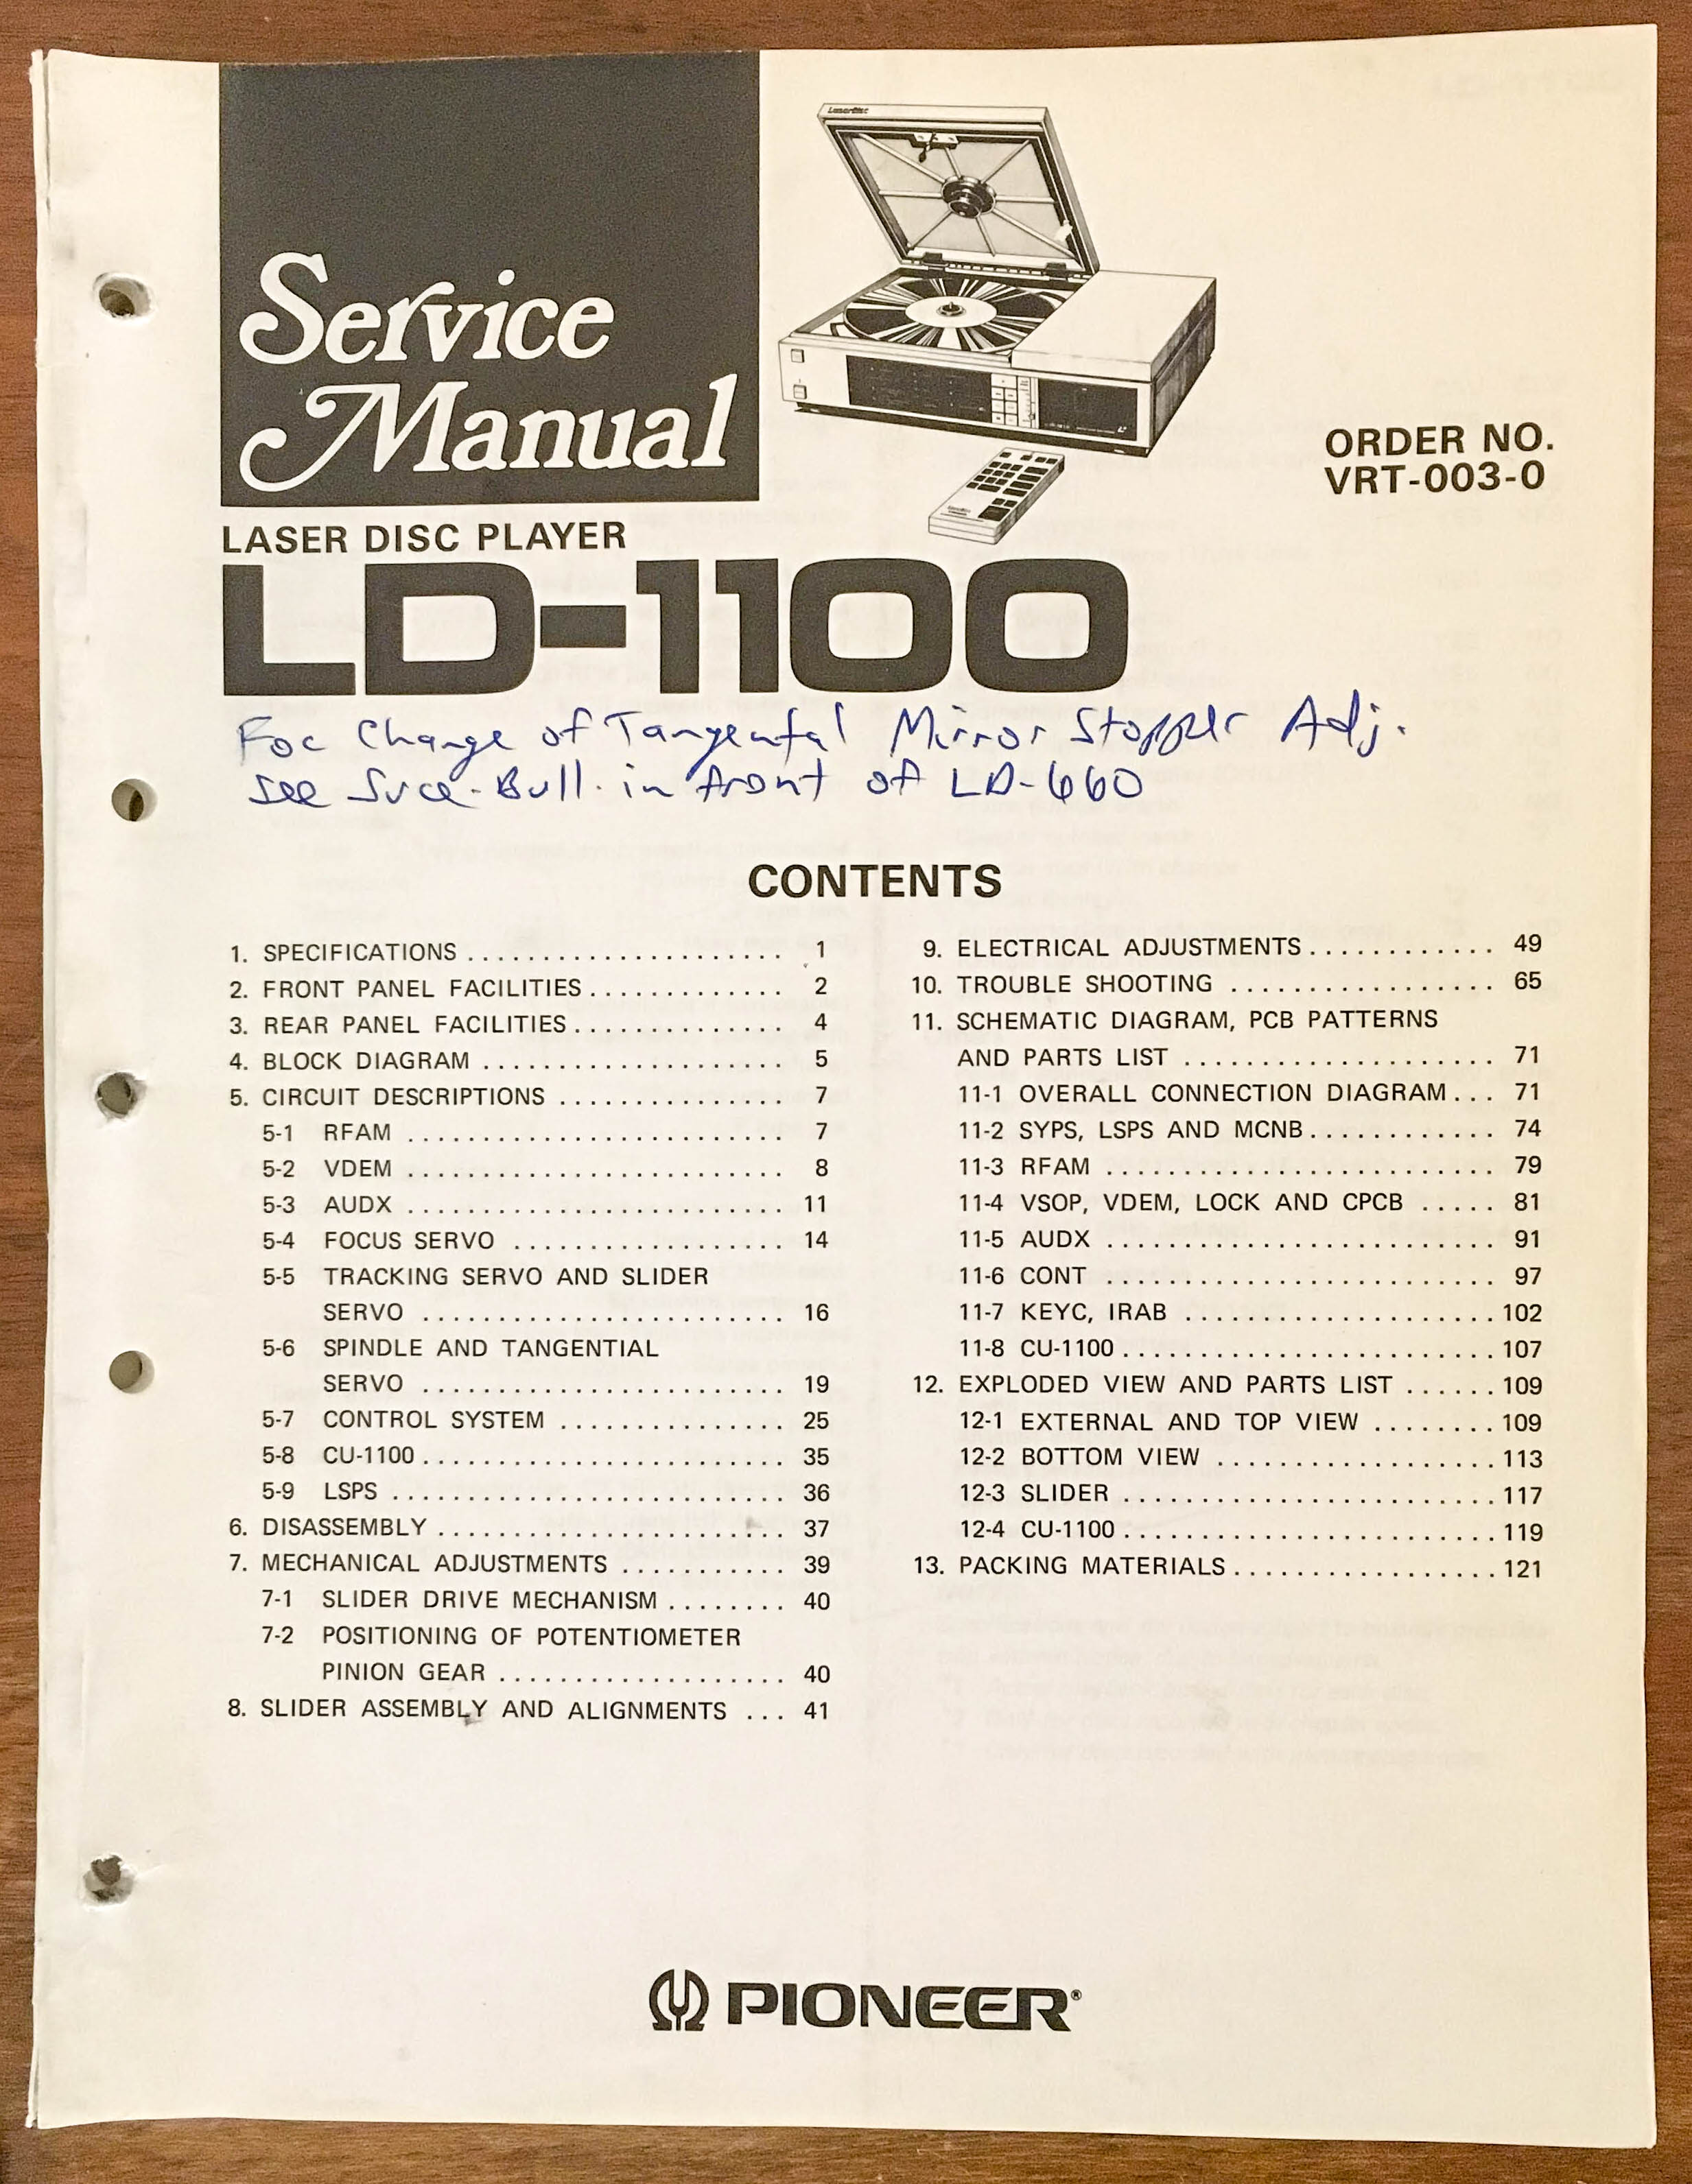 LaserDisc
Service
Manual
ORDER NO.
VRT-003-0
LASER DISC PLAYER
LD-1100
For Change of Tangental Mirror Stopper Adj.
See Svce. Bull. in front of LD-660
CONTENTS
1. SPECIFICATIONS ...................... 1
2. FRONT PANEL FACILITIES ............. 2
3. REAR PANEL FACILITIES .............. 4
4. BLOCK DIAGRAM ................... 5
5. CIRCUIT DESCRIPTIONS .............. 7
5-1 RFAM ........................ 7
5-2 VDEM ........................ 8
5-3 AUDX ........................ 11
5-4 FOCUS SERVO ................. 14
5-5 TRACKING SERVO AND SLIDER
SERVO ....................... 16
5-6 SPINDLE AND TANGENTIAL
SERVO ....................... 19
5-7 CONTROL SYSTEM .............. 25
5-8 CU-1100 ....................... 35
5-9 LSPS ......................... 36
6. DISASSEMBLY ...................... 37
7. MECHANICAL ADJUSTMENTS ........... 39
7-1 SLIDER DRIVE MECHANISM ........ 40
7-2 POSITIONING OF POTENTIOMETER
PINION GEAR ................... 40
8. SLIDER ASSEMBLY AND ALIGNMENTS ... 41
9. ELECTRICAL ADJUSTMENTS ............ 49
10. TROUBLE SHOOTING ................. 65
11. SCHEMATIC DIAGRAM, PCB PATTERNS
AND PARTS LIST .................... 71
11-1 OVERALL CONNECTION DIAGRAM ... 71
11-2 SYPS, LSPS AND MCNB ............ 74
11-3 RFAM ......................... 79
11-4 VSOP, VDEM, LOCK AND CPCB ..... 81
11-5 AUDX ......................... 91
11-6 CONT ......................... 97
11-7 KEYC, IRAB .................... 102
11-8 CU-1100 ........................ 107
12. EXPLODED VIEW AND PARTS LIST ...... 109
12-1 EXTERNAL AND TOP VIEW ........ 109
12-2 BOTTOM VIEW .................. 113
12-3 SLIDER ........................ 117
12-4 CU-1100 ........................ 119
13. PACKING MATERIALS ................. 121
PIONEER®